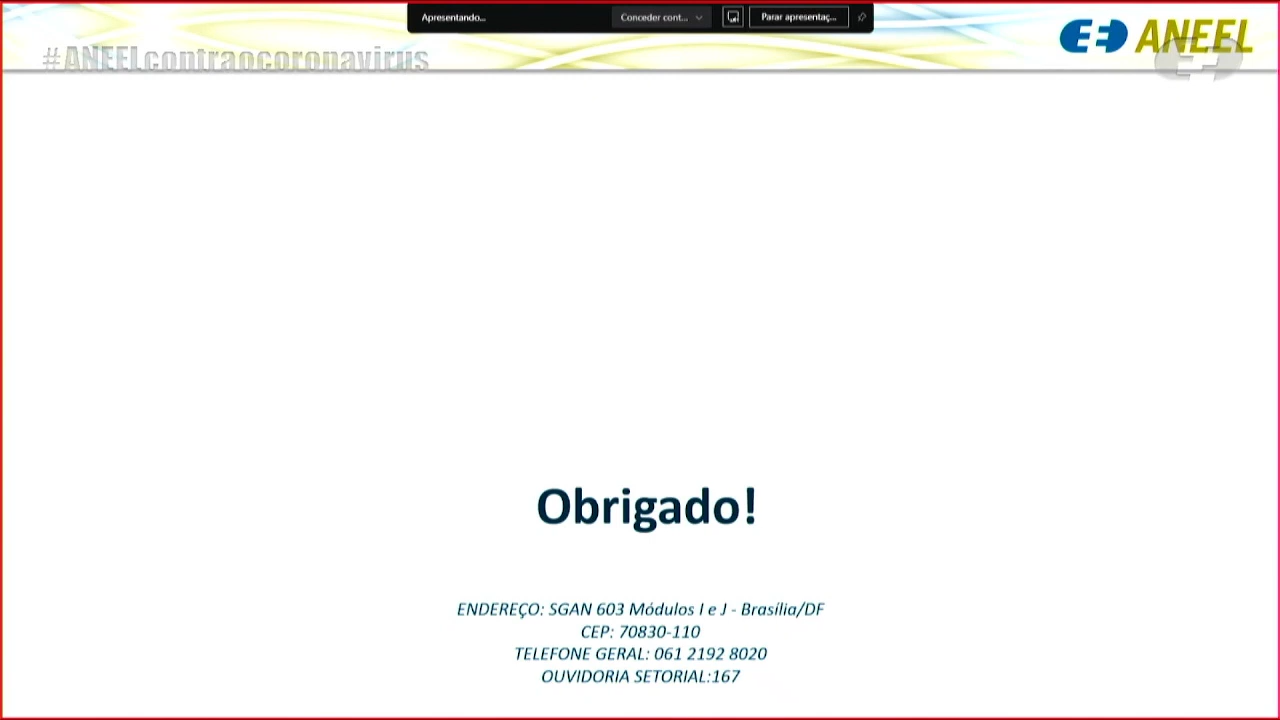 Apresentando...
Conceder cont...
Parar apresentaç...
ANEEL
#ANEELcontraocoronavirus
Obrigado!
ENDEREÇO: SGAN 603 Módulos I e J - Brasília/DF
CEP: 70830-110
TELEFONE GERAL: 061 2192 8020
OUVIDORIA SETORIAL:167